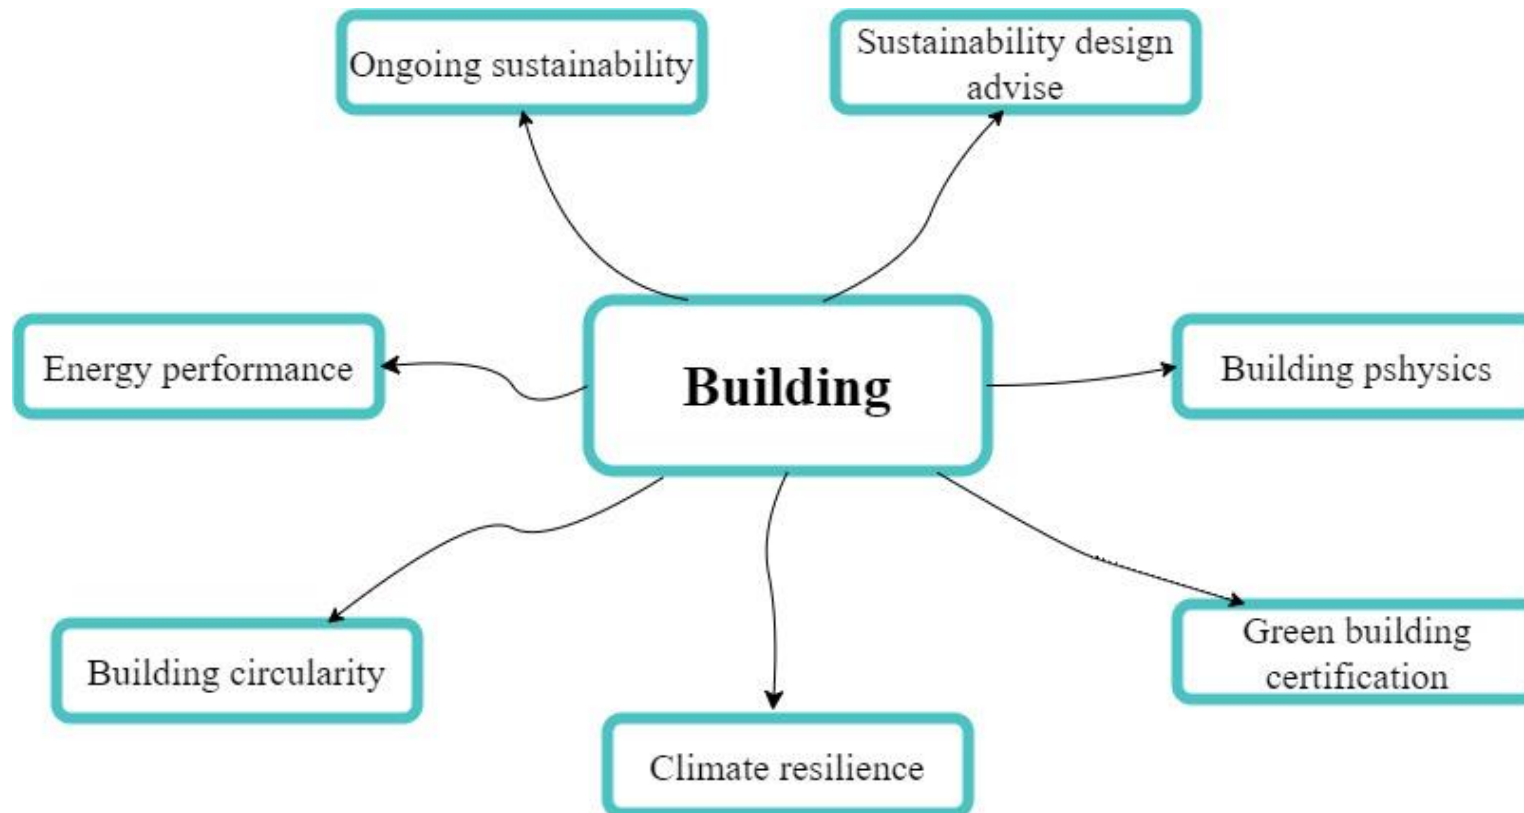 Ongoing sustainability
Sustainability design
advise
Energy performance
Building
Building pshysics
Building circularity
Green building
certification
Climate resilience